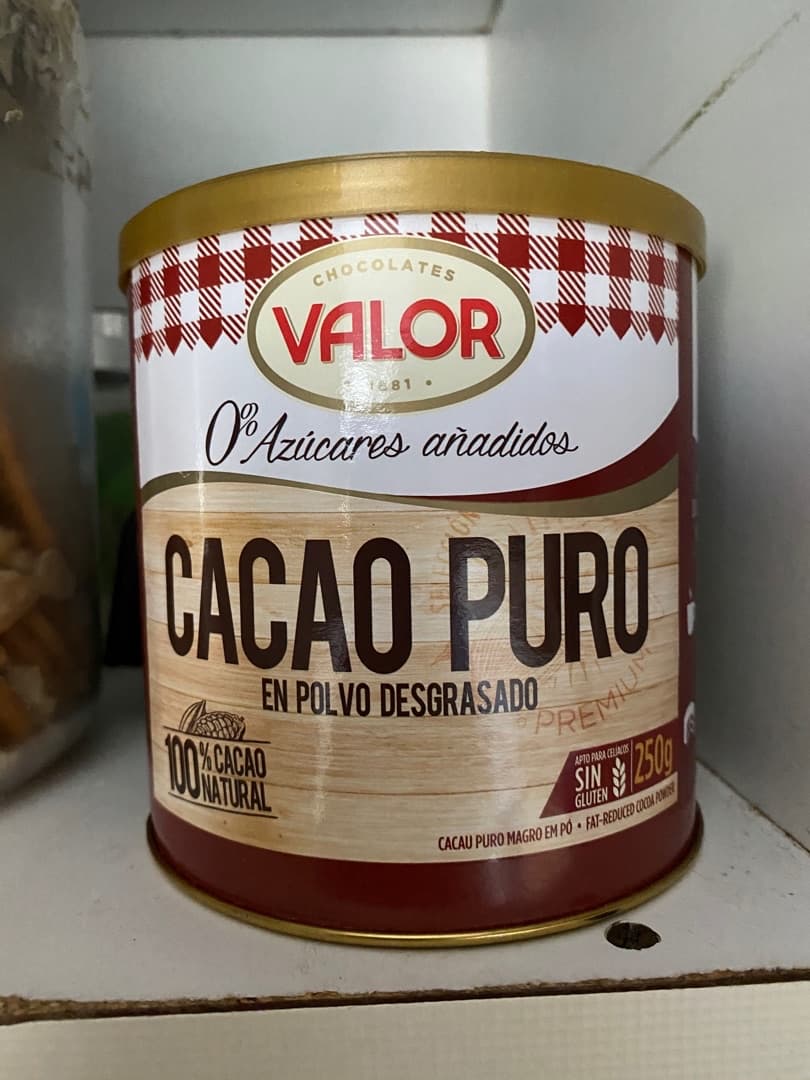 CHOCOLATES
VALOR
• 1881 •
0% Azúcares añadidos
CACAO PURO
EN POLVO DESGRASADO
PREMIUM
100% CACAO
NATURAL
APTO PARA CELÍACOS
SIN
GLUTEN
250g
CACAU PURO MAGRO EM PÓ • FAT-REDUCED COCOA POWDER